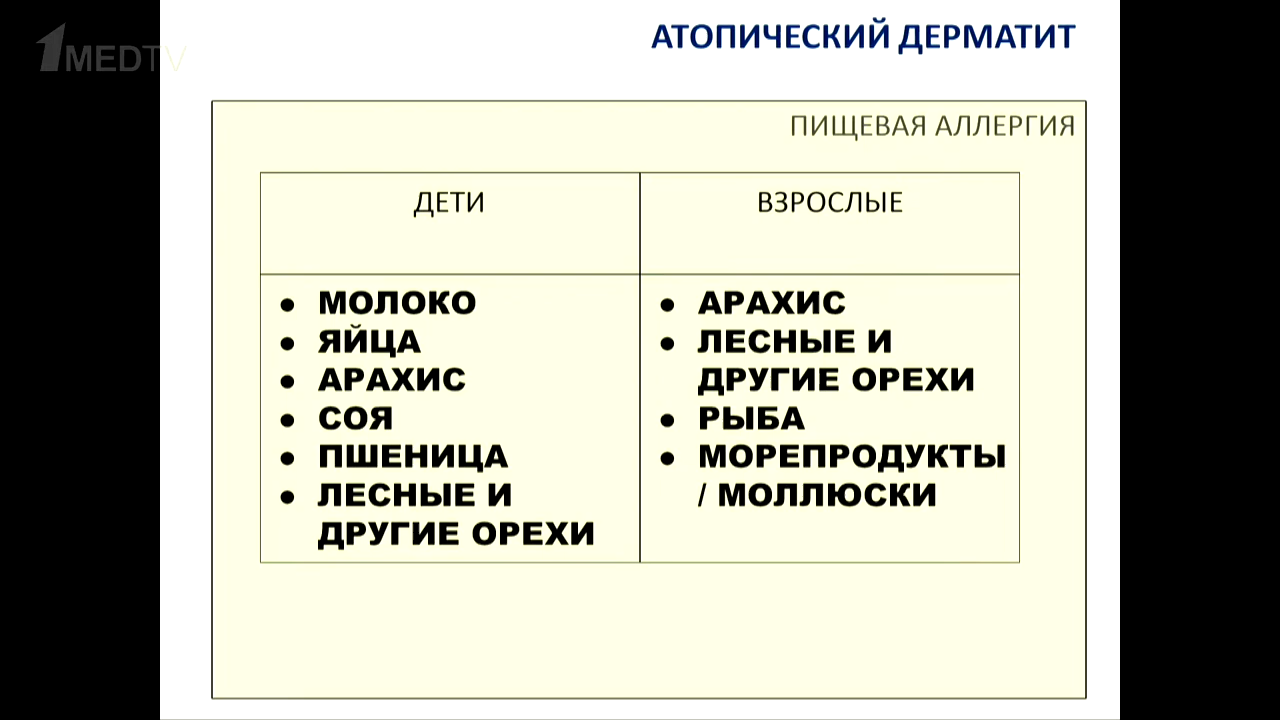 1MEDTV
АТОПИЧЕСКИЙ ДЕРМАТИТ
ПИЩЕВАЯ АЛЛЕРГИЯ
ДЕТИ
ВЗРОСЛЫЕ
● МОЛОКО
● ЯЙЦА
● АРАХИС
● СОЯ
● ПШЕНИЦА
● ЛЕСНЫЕ И
ДРУГИЕ ОРЕХИ
● АРАХИС
● ЛЕСНЫЕ И
ДРУГИЕ ОРЕХИ
● РЫБА
● МОРЕПРОДУКТЫ
/ МОЛЛЮСКИ